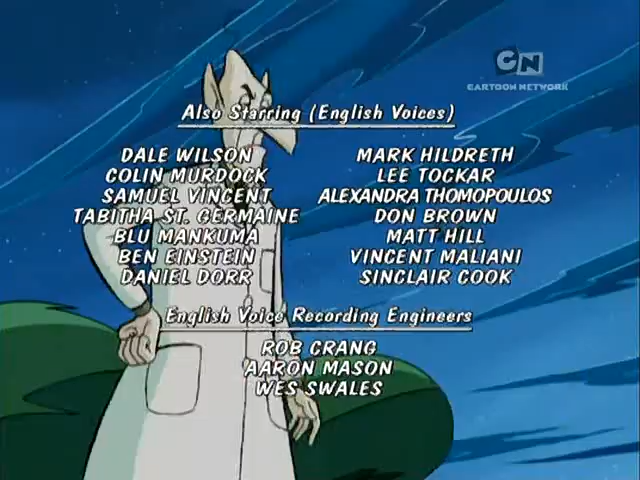 CN
CARTOON NETWORK
Also Starring (English Voices)
DALE WILSON
COLIN MURDOCK
SAMUEL VINCENT
TABITHA ST. GERMAINE
BLU MANKUMA
BEN EINSTEIN
DANIEL DORR
MARK HILDRETH
LEE TOCKAR
ALEXANDRA THOMOPOULOS
DON BROWN
MATT HILL
VINCENT MALIANI
SINCLAIR COOK
English Voice Recording Engineers
ROB CRANG
AARON MASON
WES SWALES